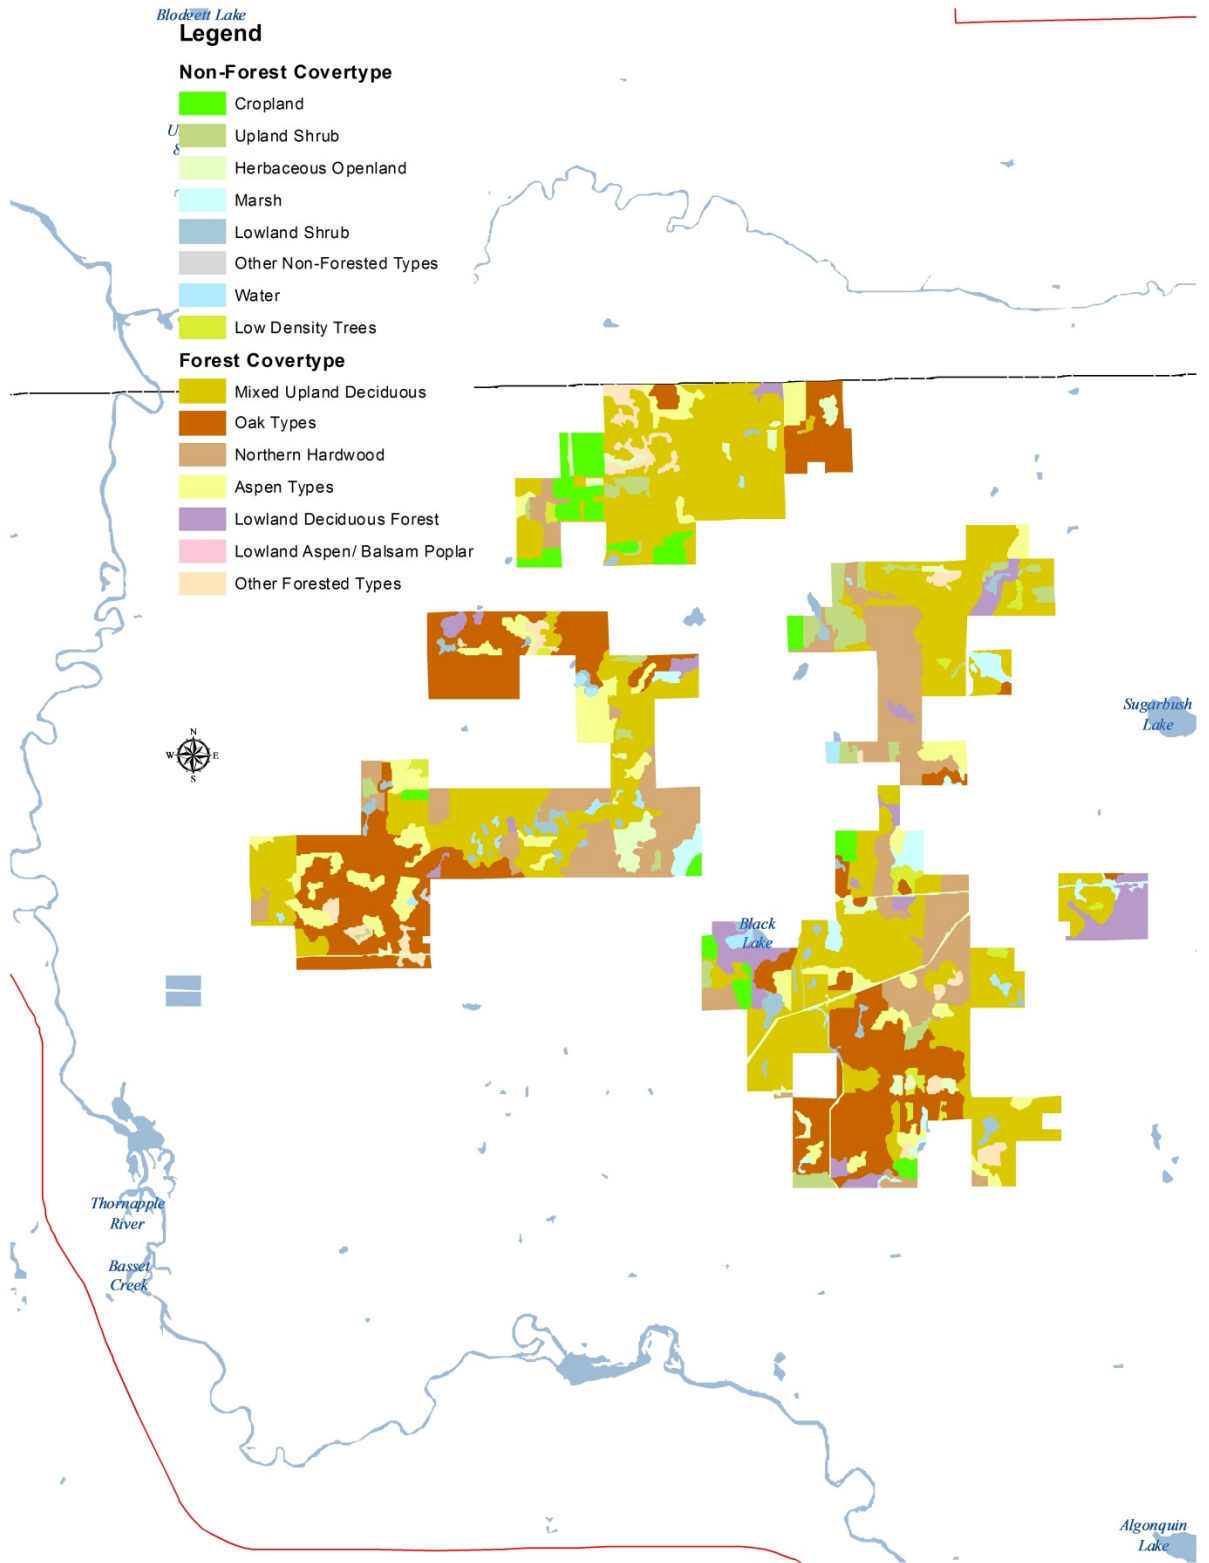 Blodgett Lake
Legend
Non-Forest Covertype
Cropland
Upland Shrub
Herbaceous Openland
Marsh
Lowland Shrub
Other Non-Forested Types
Water
Low Density Trees
Forest Covertype
Mixed Upland Deciduous
Oak Types
Northern Hardwood
Aspen Types
Lowland Deciduous Forest
Lowland Aspen/ Balsam Poplar
Other Forested Types
Sugarbush
Lake
N
W E
S
Black
Lake
Thornapple
River
Basset
Creek
Algonquin
Lake